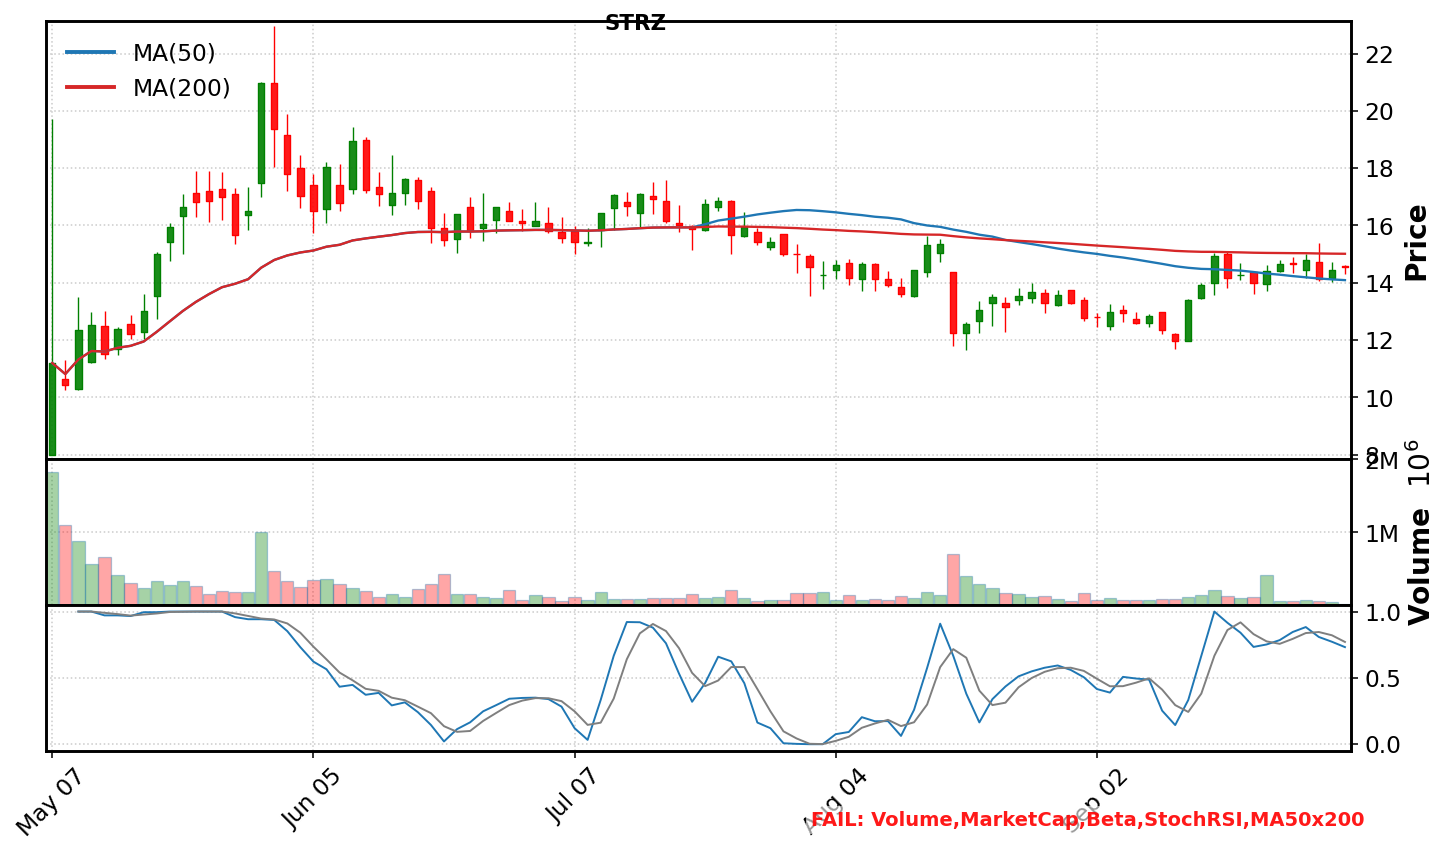 STRZ
MA(50)
MA(200)
22
20
18
16
14
12
10
8
Price
2M
1M
Volume 10^6
1.0
0.5
0.0
May 07
Jun 05
Jul 07
Aug 04
Sep 02
FAIL: Volume,MarketCap,Beta,StochRSI,MA50x200